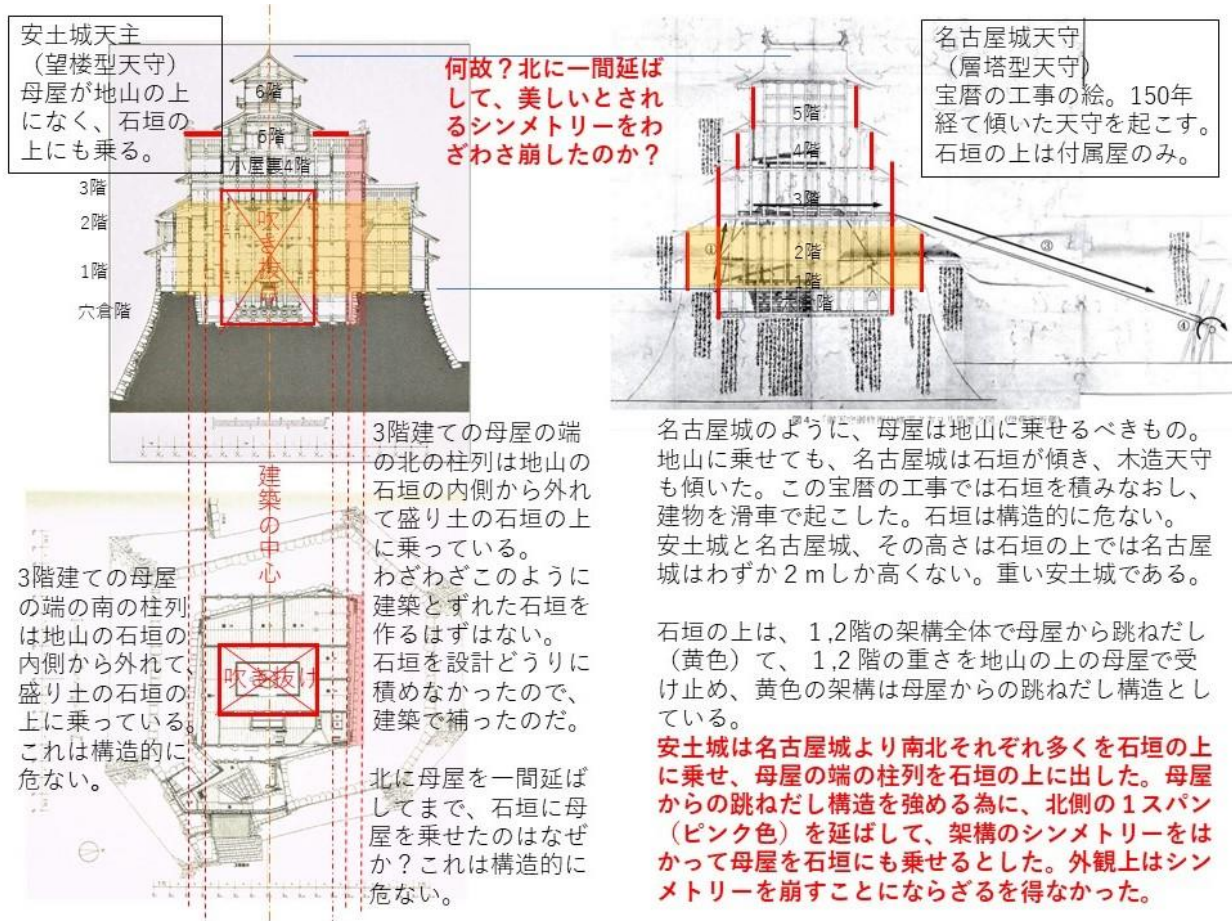 安土城天主
（望楼型天守）
母屋が地山の上
になく、石垣の
上にも乗る。
何故？北に一間延ば
して、美しいとされ
るシンメトリーをわ
ざわさ崩したのか？
名古屋城天守
（層塔型天守）
宝暦の工事の絵。150年
経て傾いた天守を起こす。
石垣の上は付属屋のみ。
6階
5階
小屋裏4階
3階
2階
1階
穴倉階
吹き抜け
5階
4階
3階
2階
1階
①
③
④
建築の中心
3階建ての母屋の端
の北の柱列は地山の
石垣の内側から外れ
て盛り土の石垣の上
に乗っている。
わざわざこのように
建築とずれた石垣を
作るはずはない。
石垣を設計どうりに
積めなかったので、
建築で補ったのだ。
3階建ての母屋
の端の南の柱列
は地山の石垣の
内側から外れて、
盛り土の石垣の
上に乗っている。
これは構造的に
危ない。
吹き抜け
北に母屋を一間延ば
してまで、石垣に母
屋を乗せたのはなぜ
か？これは構造的に
危ない。
名古屋城のように、母屋は地山に乗せるべきもの。
地山に乗せても、名古屋城は石垣が傾き、木造天守
も傾いた。この宝暦の工事では石垣を積みなおし、
建物を滑車で起こした。石垣は構造的に危ない。
安土城と名古屋城、その高さは石垣の上では名古屋
城はわずか２ｍしか高くない。重い安土城である。
石垣の上は、１,2階の架構全体で母屋から跳ねだし
（黄色）て、１,２階の重さを地山の上の母屋で受
け止め、黄色の架構は母屋からの跳ねだし構造とし
ている。
安土城は名古屋城より南北それぞれ多くを石垣の上
に乗せ、母屋の端の柱列を石垣の上に出した。母屋
からの跳ねだし構造を強める為に、北側の１スパン
（ピンク色）を延ばして、架構のシンメトリーをは
かって母屋を石垣にも乗せるとした。外観上はシン
メトリーを崩すことにならざるを得なかった。